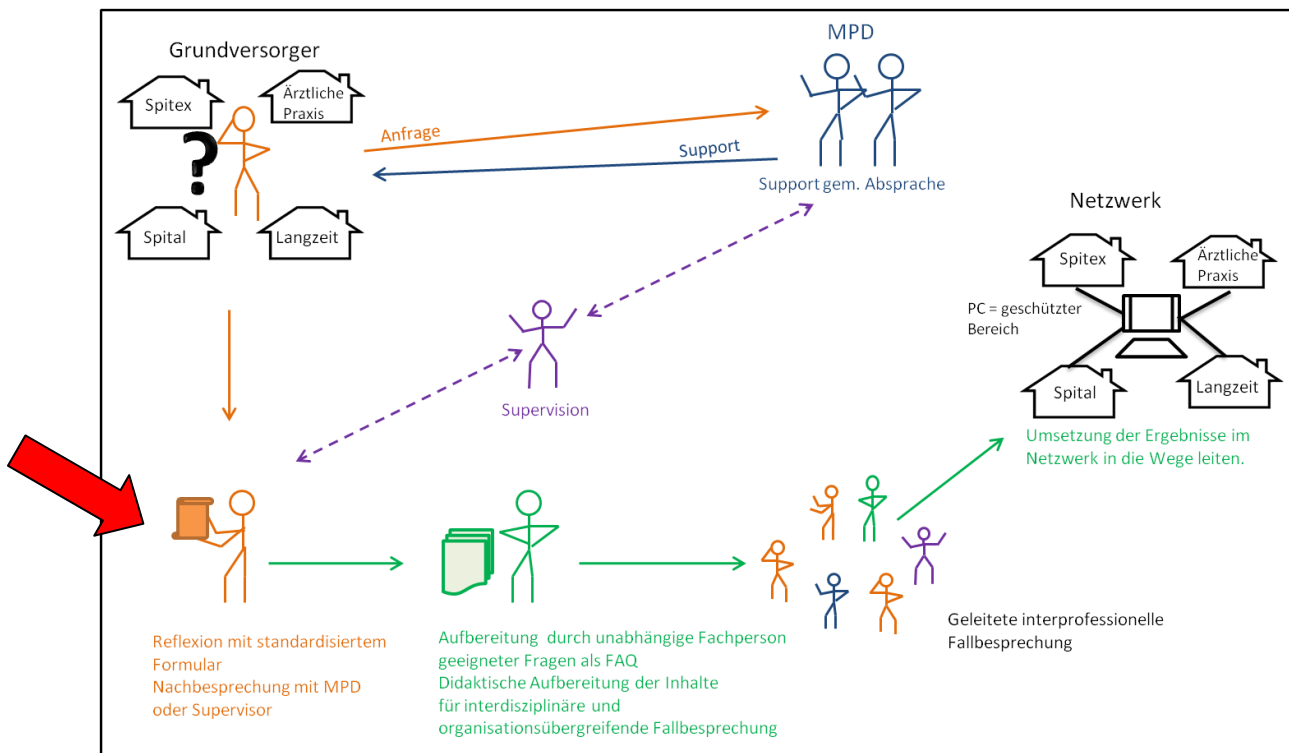 Grundversorger
Spitex
Ärztliche
Praxis
?
Spital
Langzeit
Anfrage
Support
MPD
Support gem. Absprache
Netzwerk
Spitex
Ärztliche
Praxis
PC = geschützter
Bereich
Spital
Langzeit
Umsetzung der Ergebnisse im
Netzwerk in die Wege leiten.
Supervision
Reflexion mit standardisiertem
Formular
Nachbesprechung mit MPD
oder Supervisor
Aufbereitung durch unabhängige Fachperson
geeigneter Fragen als FAQ
Didaktische Aufbereitung der Inhalte
für interdisziplinäre und
organisationsübergreifende Fallbesprechung
Geleitete interprofessionelle
Fallbesprechung